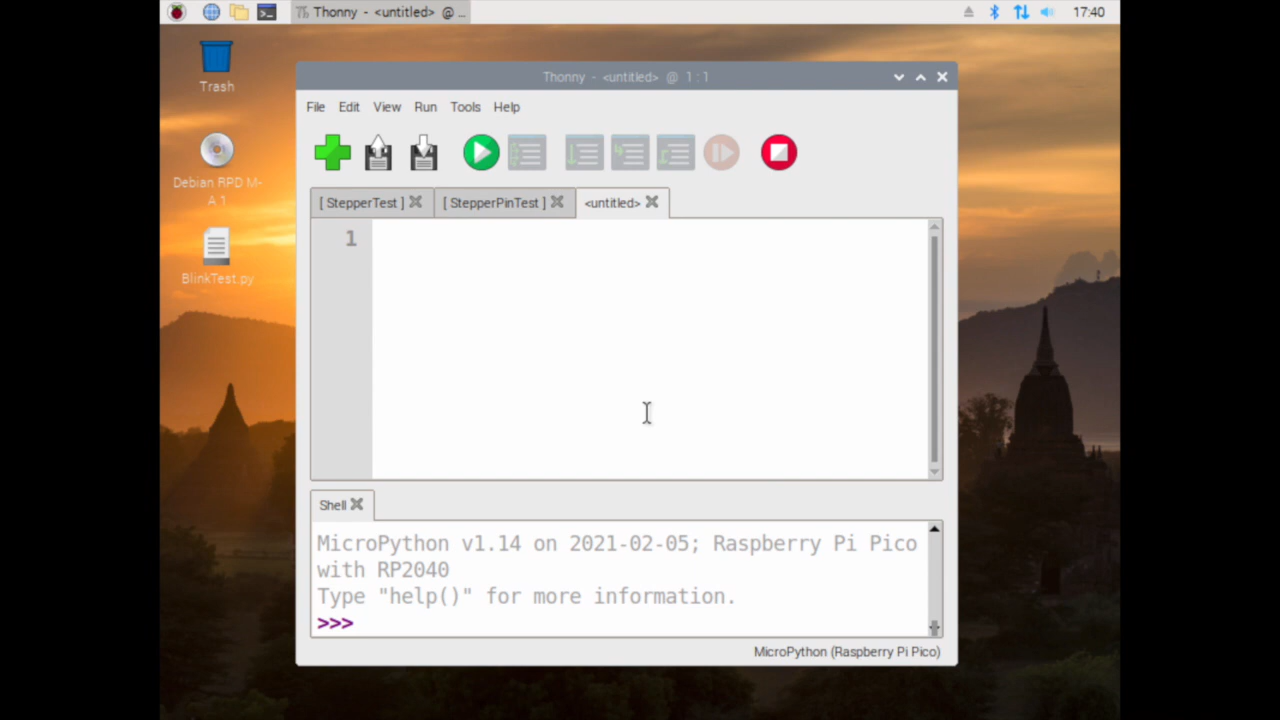 Thonny - <untitled> @ ...
17:40
Trash
Debian RPD M-
A 1
BlinkTest.py
Thonny - <untitled> @ 1 : 1
File Edit View Run Tools Help
[ StepperTest ] [ StepperPinTest ] <untitled>
1
Shell
MicroPython v1.14 on 2021-02-05; Raspberry Pi Pico
with RP2040
Type "help()" for more information.
>>>
MicroPython (Raspberry Pi Pico)